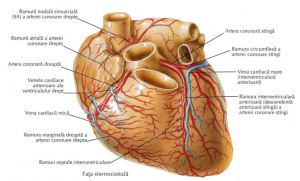 Ramură nodală sinuatrială
(SA) a arterei coronare drepte
Ramură atrială a arterei
coronare drepte
Artera coronară dreaptă
Venele cardiace
anterioare ale
ventriculului drept
Vena cardiacă mică
Ramura marginală dreaptă a
arterei coronare drepte
Ramuri septale interventriculare
Fața sternocostală
Artera coronară stângă
Ramura circumflexă a
arterei coronare stângi
Vena cardiacă mare
(interventriculară
anterioară)
Ramura interventriculară
anterioară (descendentă
anterioară stângă) a
arterei coronare stângi